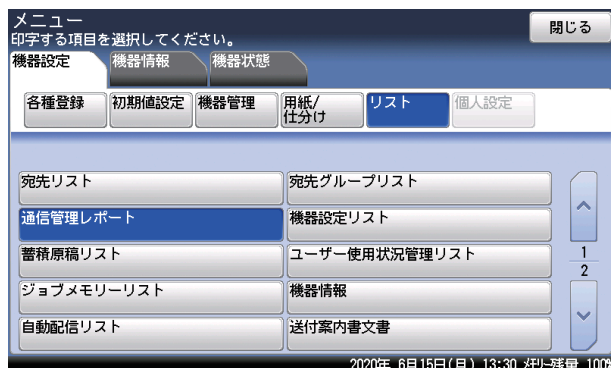 メニュー
印字する項目を選択してください。
閉じる
機器設定
機器情報
機器状態
各種登録
初期値設定
機器管理
用紙/
仕分け
リスト
個人設定
宛先リスト
宛先グループリスト
通信管理レポート
機器設定リスト
蓄積原稿リスト
ユーザー使用状況管理リスト
1
2
ジョブメモリーリスト
機器情報
自動配信リスト
送付案内書文書
2020年 6月15日(月) 13:30 メモリー残量 100%